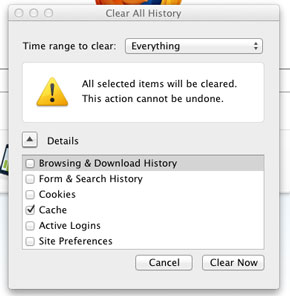 Clear All History
Time range to clear: Everything
All selected items will be cleared.
This action cannot be undone.
Details
Browsing & Download History
Form & Search History
Cookies
Cache
Active Logins
Site Preferences
Cancel Clear Now